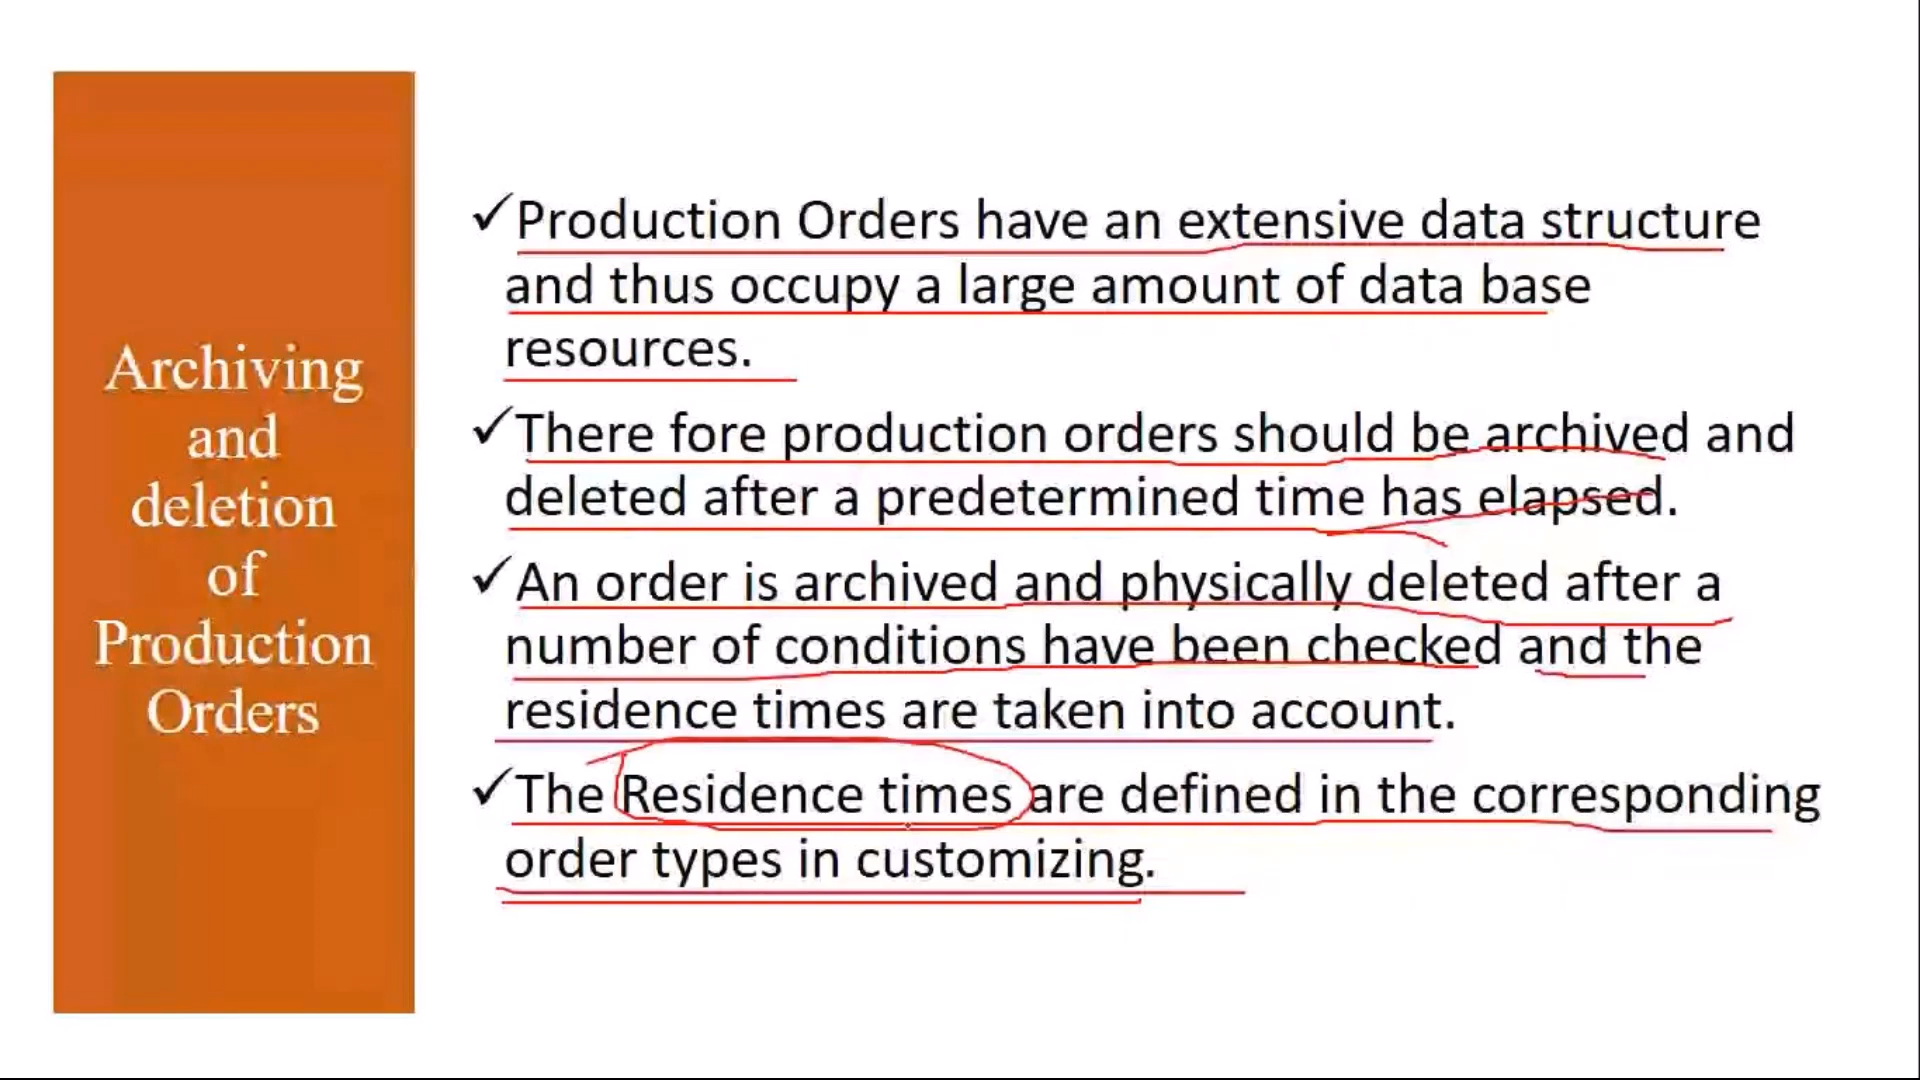 Archiving
and
deletion
of
Production
Orders
✓Production Orders have an extensive data structure
and thus occupy a large amount of data base
resources.
✓There fore production orders should be archived and
deleted after a predetermined time has elapsed.
✓An order is archived and physically deleted after a
number of conditions have been checked and the
residence times are taken into account.
✓The Residence times are defined in the corresponding
order types in customizing.